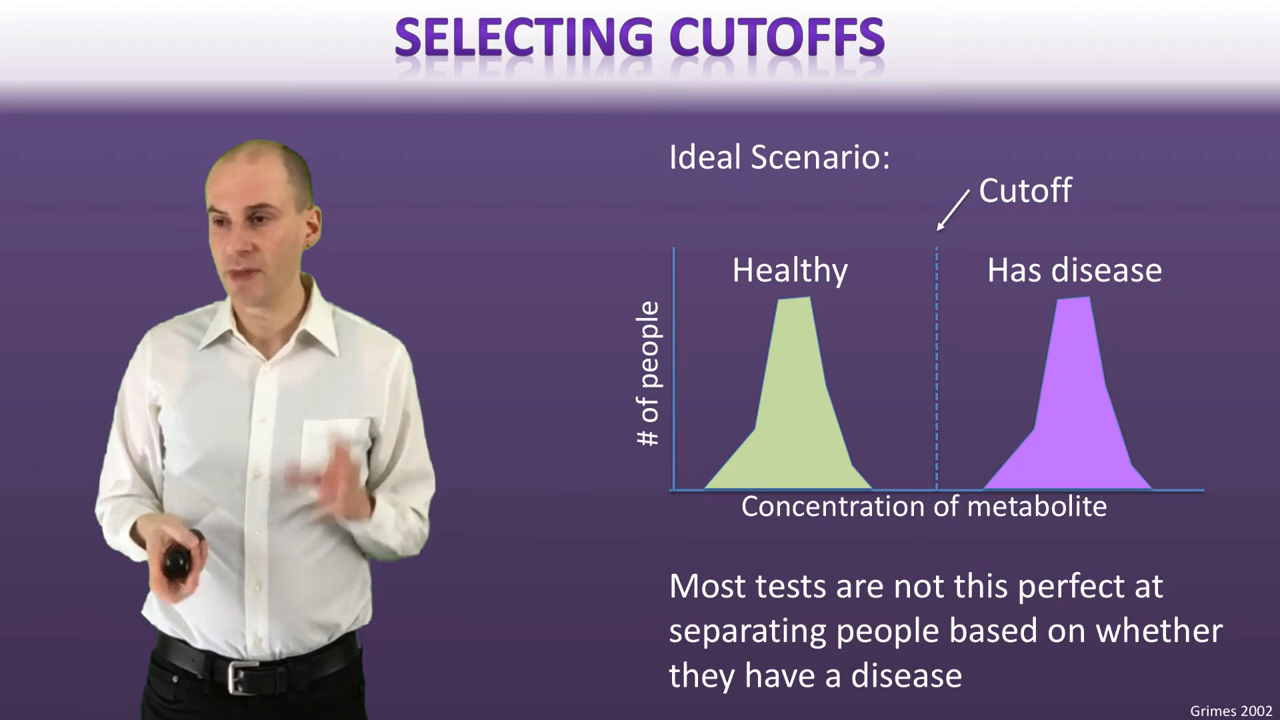 SELECTING CUTOFFS
Ideal Scenario:
Cutoff
Healthy
Has disease
# of people
Concentration of metabolite
Most tests are not this perfect at
separating people based on whether
they have a disease
Grimes 2002